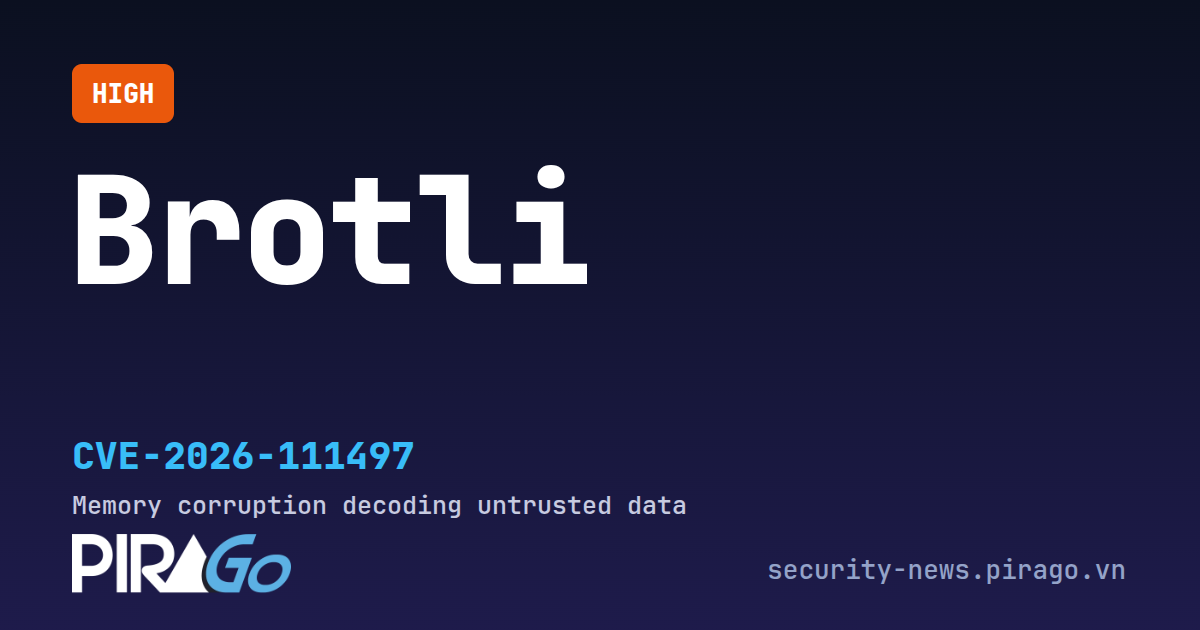 HIGH
Brotli
CVE-2026-111497
Memory corruption decoding untrusted data
PIRAGO
security-news.pirago.vn